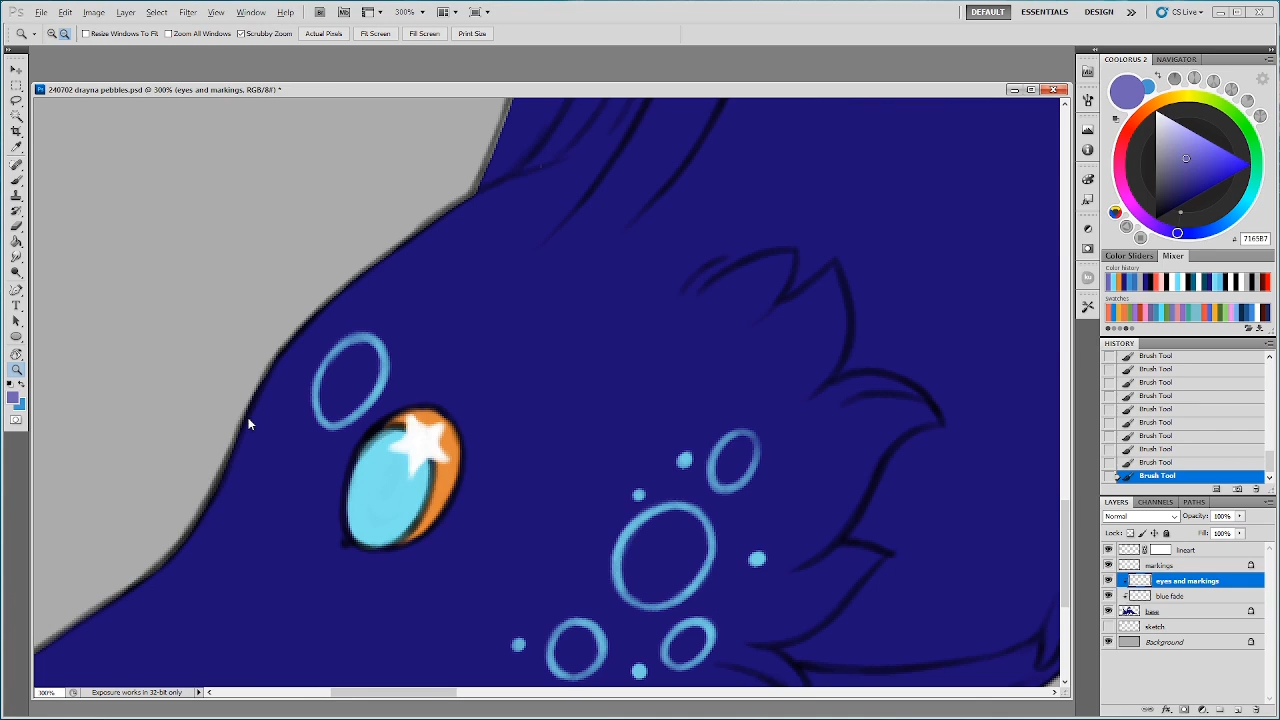 Ps File Edit Image Layer Select Filter View Window Help Br Mb 300% DEFAULT ESSENTIALS DESIGN CS Live
Resize Windows To Fit Zoom All Windows Scrubby Zoom Actual Pixels Fit Screen Fill Screen Print Size
240702 drayna pebbles.psd @ 300% (eyes and markings, RGB/8#) *
COOLORUS 2 NAVIGATOR
# 7165B7
Color Sliders Mixer
Color history
Swatches
HISTORY
Brush Tool
Brush Tool
Brush Tool
Brush Tool
Brush Tool
Brush Tool
Brush Tool
Brush Tool
Brush Tool
Brush Tool
LAYERS CHANNELS PATHS
Normal Opacity: 100%
Lock: Fill: 100%
lineart
markings
eyes and markings
blue fade
base
sketch
Background
300% Exposure works in 32-bit only